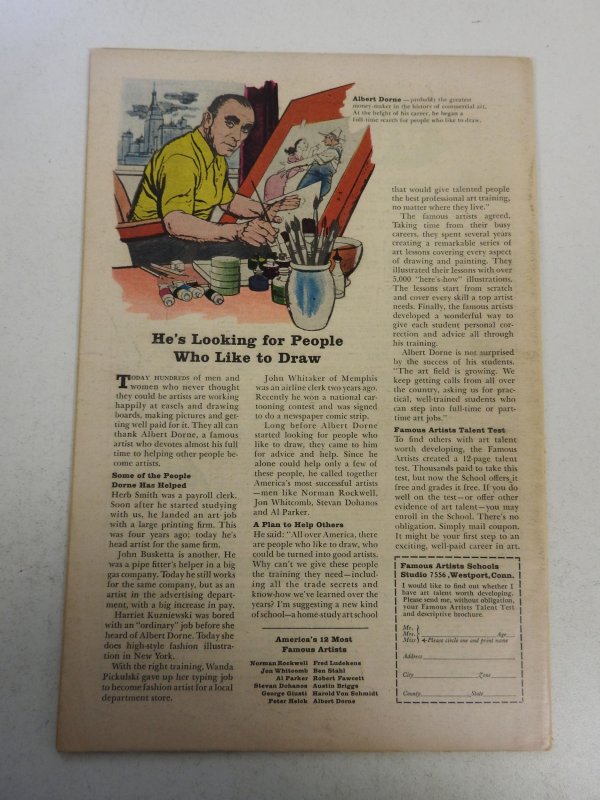 Albert Dorne — probably the greatest
money-maker in the history of commercial art.
At the height of his career, he began a
full-time search for people who like to draw.
He's Looking for People
Who Like to Draw
TODAY HUNDREDS of men and
women who never thought
they could be artists are working
happily at easels and drawing
boards, making pictures and get-
ting well paid for it. They all can
thank Albert Dorne, a famous
artist who devotes almost his full
time to helping other people be-
come artists.
Some of the People
Dorne Has Helped
Herb Smith was a payroll clerk.
Soon after he started studying
with us, he landed an art job
with a large printing firm. This
was four years ago; today he's
head artist for the same firm.
John Busketta is another. He
was a pipe fitter's helper in a big
gas company. Today he still works
for the same company, but as an
artist in the advertising depart-
ment, with a big increase in pay.
Harriet Kuzniewski was bored
with an "ordinary" job before she
heard of Albert Dorne. Today she
does high-style fashion illustra-
tion in New York.
With the right training, Wanda
Pickulski gave up her typing job
to become fashion artist for a local
department store.
John Whitaker of Memphis
was an airline clerk two years ago.
Recently he won a national car-
tooning contest and was signed
to do a newspaper comic strip.
Long before Albert Dorne
started looking for people who
like to draw, they came to him
for advice and help. Since he
alone could help only a few of
these people, he called together
America's most successful artists
—men like Norman Rockwell,
Jon Whitcomb, Stevan Dohanos
and Al Parker.
A Plan to Help Others
He said: "All over America, there
are people who like to draw, who
could be turned into good artists.
Why can't we give these people
the training they need—includ-
ing all the trade secrets and
know-how we've learned over the
years? I'm suggesting a new kind
of school—a home-study art school
America's 12 Most
Famous Artists
Norman Rockwell Fred Ludekens
Jon Whitcomb Ben Stahl
Al Parker Robert Fawcett
Stevan Dohanos Austin Briggs
George Giusti Harold Von Schmidt
Peter Helck Albert Dorne
that would give talented people
the best professional art training,
no matter where they live."
The famous artists agreed.
Taking time from their busy
careers, they spent several years
creating a remarkable series of
art lessons covering every aspect
of drawing and painting. They
illustrated their lessons with over
5,000 "here's-how" illustrations.
The lessons start from scratch
and cover every skill a top artist
needs. Finally, the famous artists
developed a wonderful way to
give each student personal cor-
rection and advice all through
his training.
Albert Dorne is not surprised
by the success of his students.
"The art field is growing. We
keep getting calls from all over
the country, asking us for prac-
tical, well-trained students who
can step into full-time or part-
time art jobs."
Famous Artists Talent Test
To find others with art talent
worth developing, the Famous
Artists created a 12-page talent
test. Thousands paid to take this
test, but now the School offers it
free and grades it free. If you do
well on the test—or offer other
evidence of art talent—you may
enroll in the School. There's no
obligation. Simply mail coupon.
It might be your first step to an
exciting, well-paid career in art.
Famous Artists Schools
Studio 7556, Westport, Conn.
I would like to find out whether I
have art talent worth developing.
Please send me, without obligation,
your Famous Artists Talent Test
and descriptive brochure.
Mr.
Mrs. Age
Miss Please circle one and print name
Address
City Zone
County State